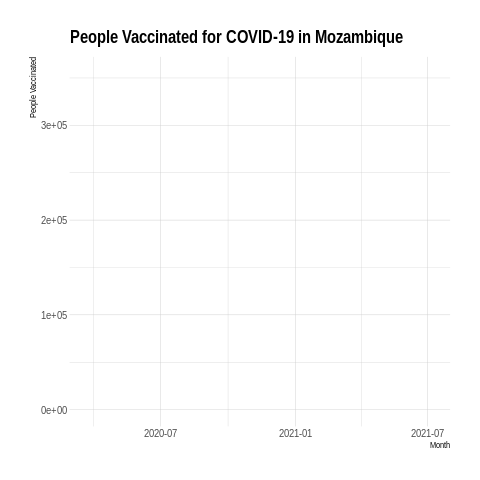 People Vaccinated for COVID-19 in Mozambique
People Vaccinated
3e+05
2e+05
1e+05
0e+00
2020-07 2021-01 2021-07
Month